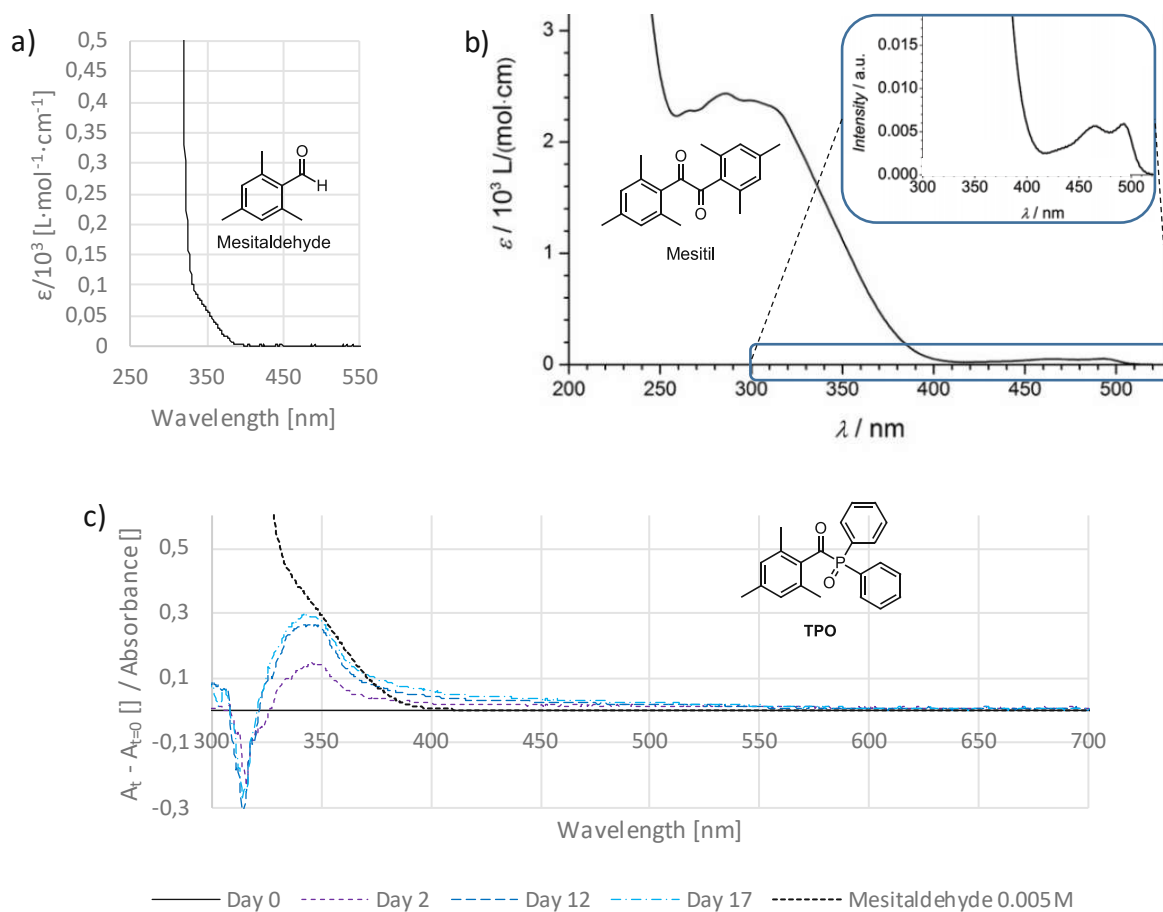 a)
0,5
0,45
0,4
0,35
0,3
0,25
0,2
0,15
0,1
0,05
0
ε/10³ [L·mol⁻¹·cm⁻¹]
O
H
Mesitaldehyde
250 350 450 550
Wavelength [nm]
b)
3
2
1
0
ε / 10³ L/(mol·cm)
O
O
Mesitil
200 250 300 350 400 450 500
λ / nm
0.015
0.010
0.005
0.000
Intensity / a.u.
300 350 400 450 500
λ / nm
c)
0,5
0,3
0,1
-0,1
-0,3
A_t - A_{t=0} [] / Absorbance []
O
P
O
TPO
300 350 400 450 500 550 600 650 700
Wavelength [nm]
Day 0 Day 2 Day 12 Day 17 Mesitaldehyde 0.005M